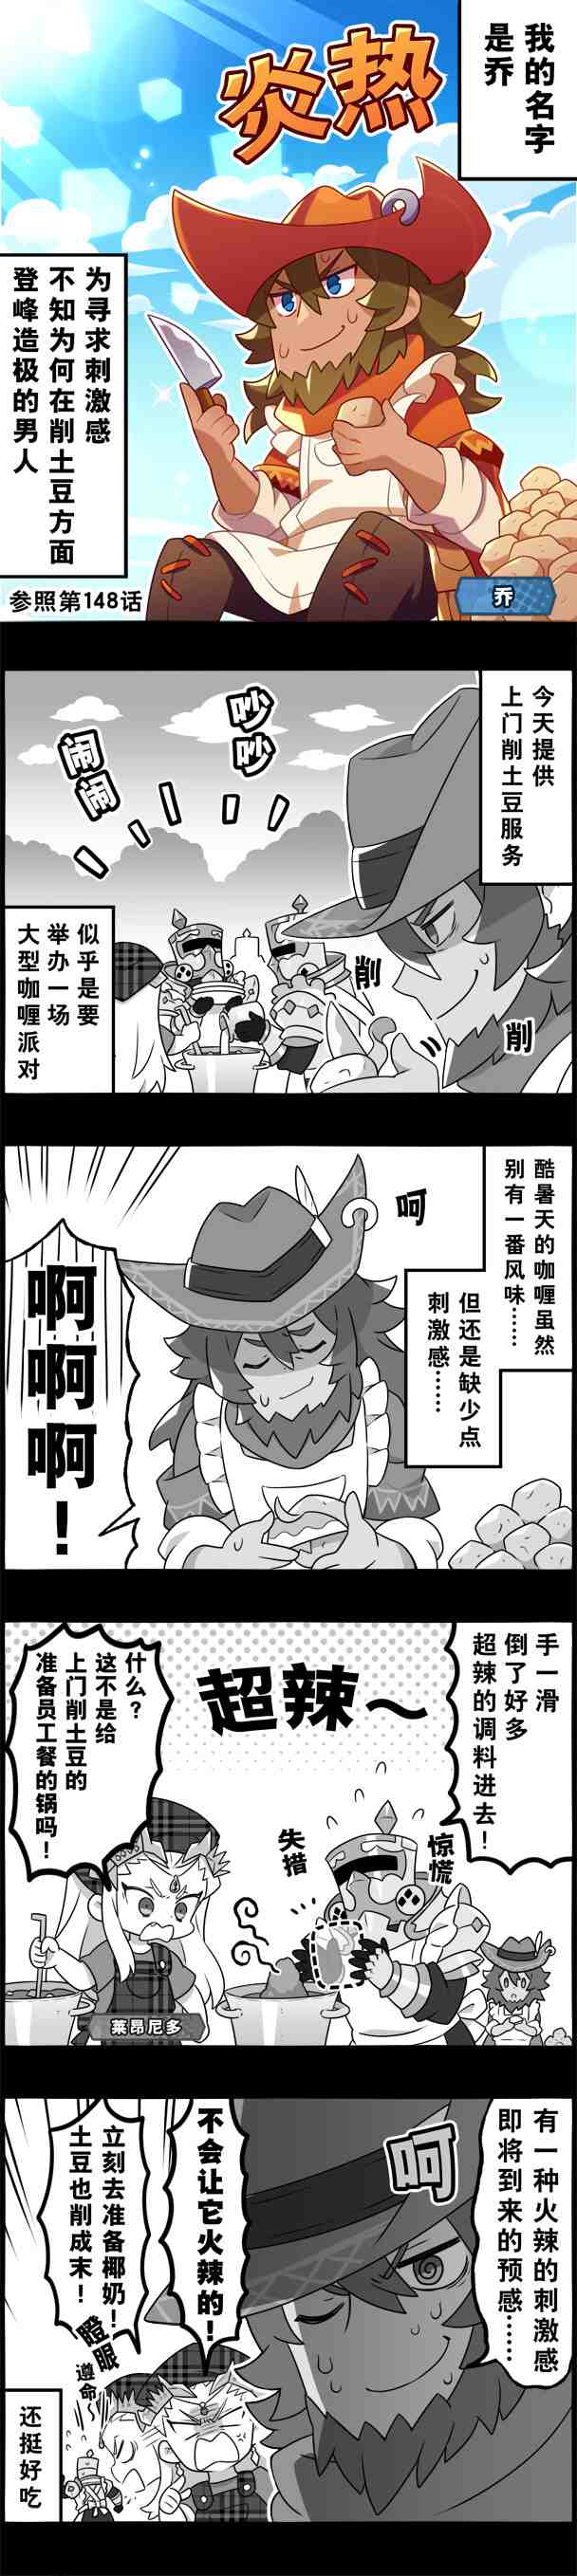 我的名字
是乔
炎热
为寻求刺激感
不知为何在削土豆方面
登峰造极的男人
参照第148话
乔
今天提供
上门削土豆服务
吵吵
闹闹
似乎是要
举办一场
大型咖喱派对
削
削
酷暑天的咖喱虽然
别有一番风味……
但还是缺少点
刺激感……
呵
啊啊啊！
手一滑
倒了好多
超辣的调料进去！
超辣～
什么？
这不是给
上门削土豆的
准备员工餐的锅吗！
惊慌
失措
莱昂尼多
有一种火辣的刺激感
即将到来的预感……
呵
不会让它火辣的！
立刻去准备椰奶！
土豆也削成末！
瞪眼
遵命～
还挺好吃